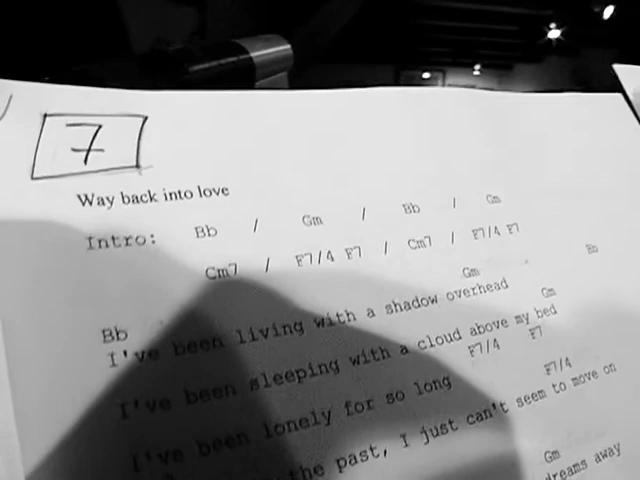 7
Way back into love
Intro: Bb / Gm / Bb / Gm
Cm7 / F7/4 F7 / Cm7 / F7/4 F7
Bb Gm Bb
I've been living with a shadow overhead
Gm
I've been sleeping with a cloud above my bed
F7/4 F7
I've been lonely for so long
F7/4
the past, I just can't seem to move on
Gm
dreams away